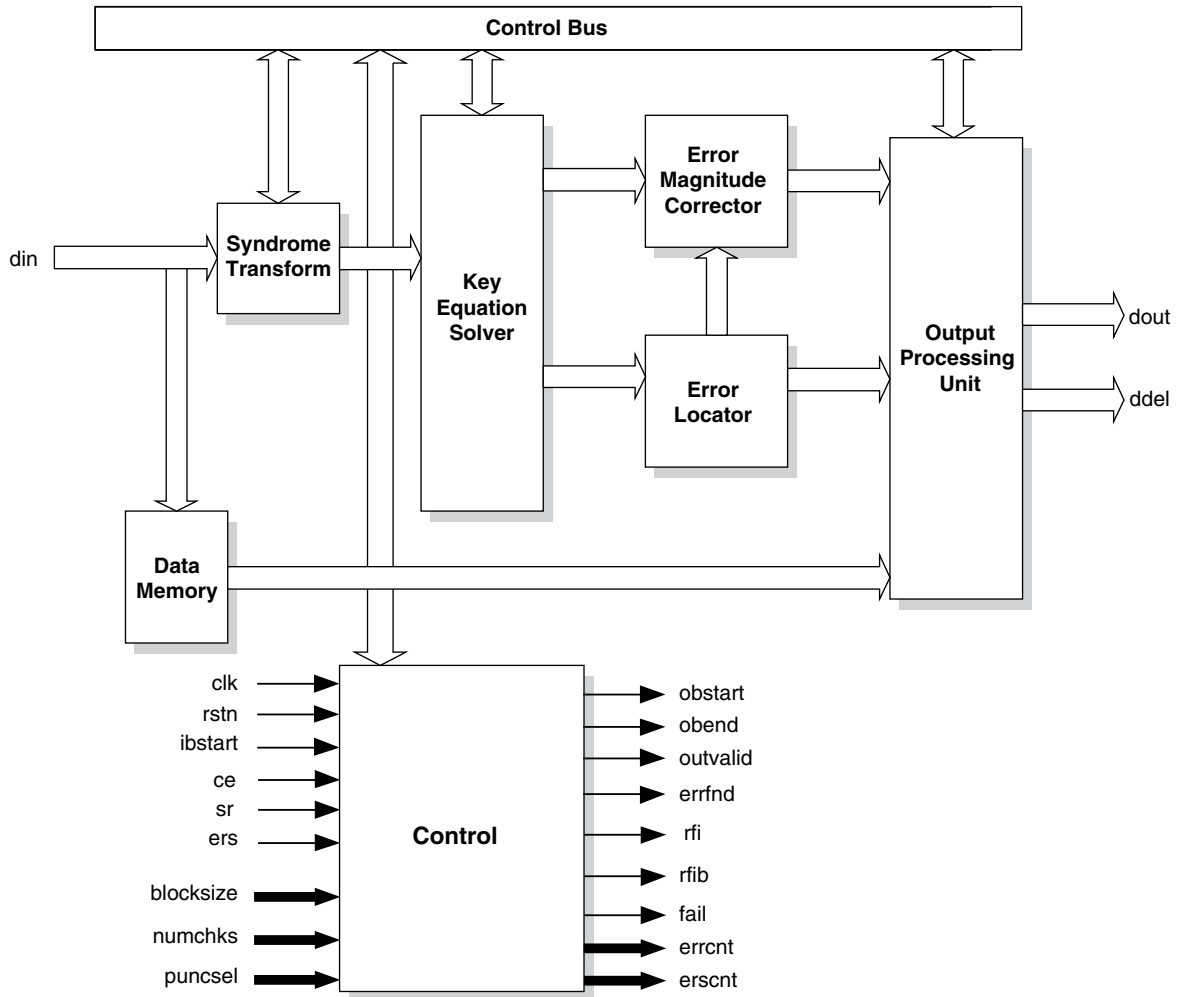 Control Bus
Error
Magnitude
Corrector
Syndrome
Transform
din
Key
Equation
Solver
Output
Processing
Unit
dout
ddel
Error
Locator
Data
Memory
clk
rstn
ibstart
ce
sr
ers
blocksize
numchks
puncsel
Control
obstart
obend
outvalid
errfnd
rfi
rfib
fail
errcnt
erscnt